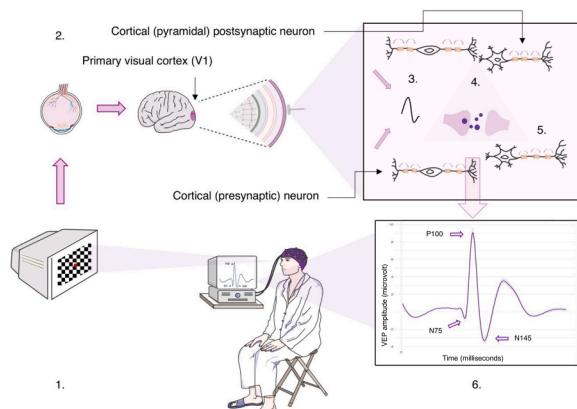 2.
Cortical (pyramidal) postsynaptic neuron
Primary visual cortex (V1)
3.
4.
5.
Cortical (presynaptic) neuron
P100
N75
N145
VEP amplitude (microvolt)
Time (milliseconds)
1.
6.